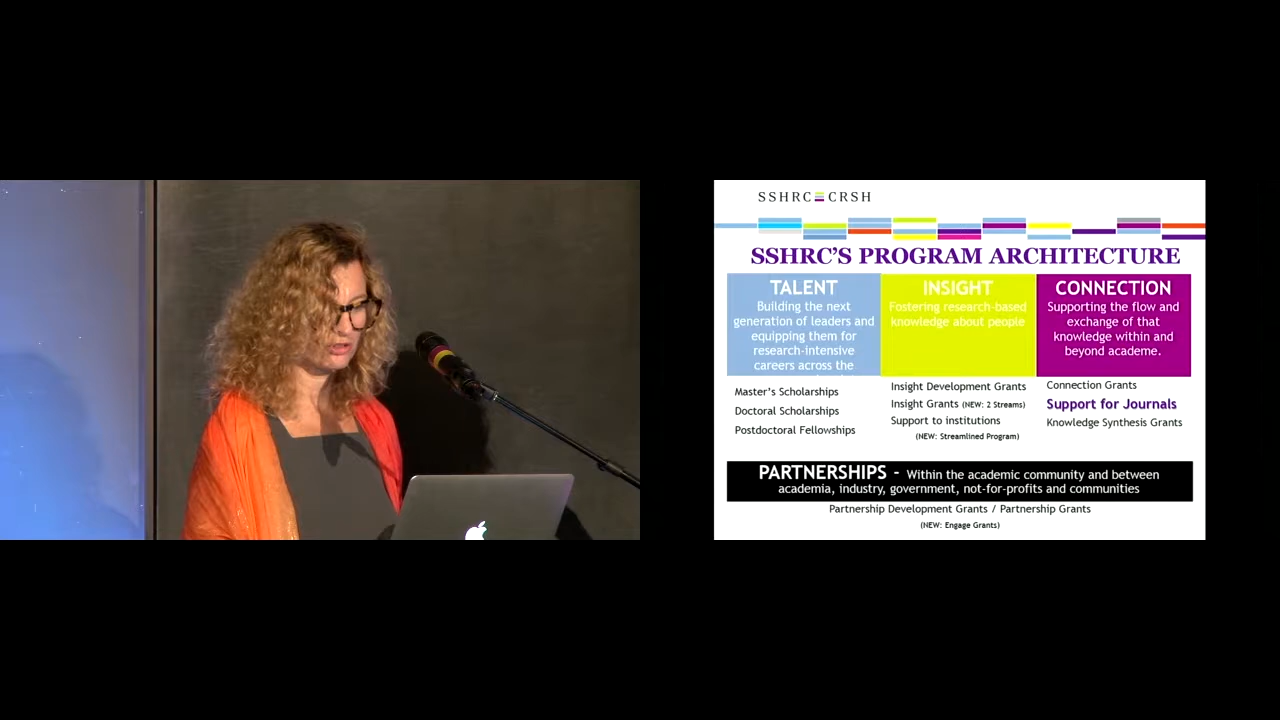 SSHRC CRSH
SSHRC'S PROGRAM ARCHITECTURE
TALENT
Building the next
generation of leaders and
equipping them for
research-intensive
careers across the
INSIGHT
Fostering research-based
knowledge about people
CONNECTION
Supporting the flow and
exchange of that
knowledge within and
beyond academe.
Master's Scholarships
Doctoral Scholarships
Postdoctoral Fellowships
Insight Development Grants
Insight Grants (NEW: 2 Streams)
Support to institutions
(NEW: Streamlined Program)
Connection Grants
Support for Journals
Knowledge Synthesis Grants
PARTNERSHIPS - Within the academic community and between
academia, industry, government, not-for-profits and communities
Partnership Development Grants / Partnership Grants
(NEW: Engage Grants)